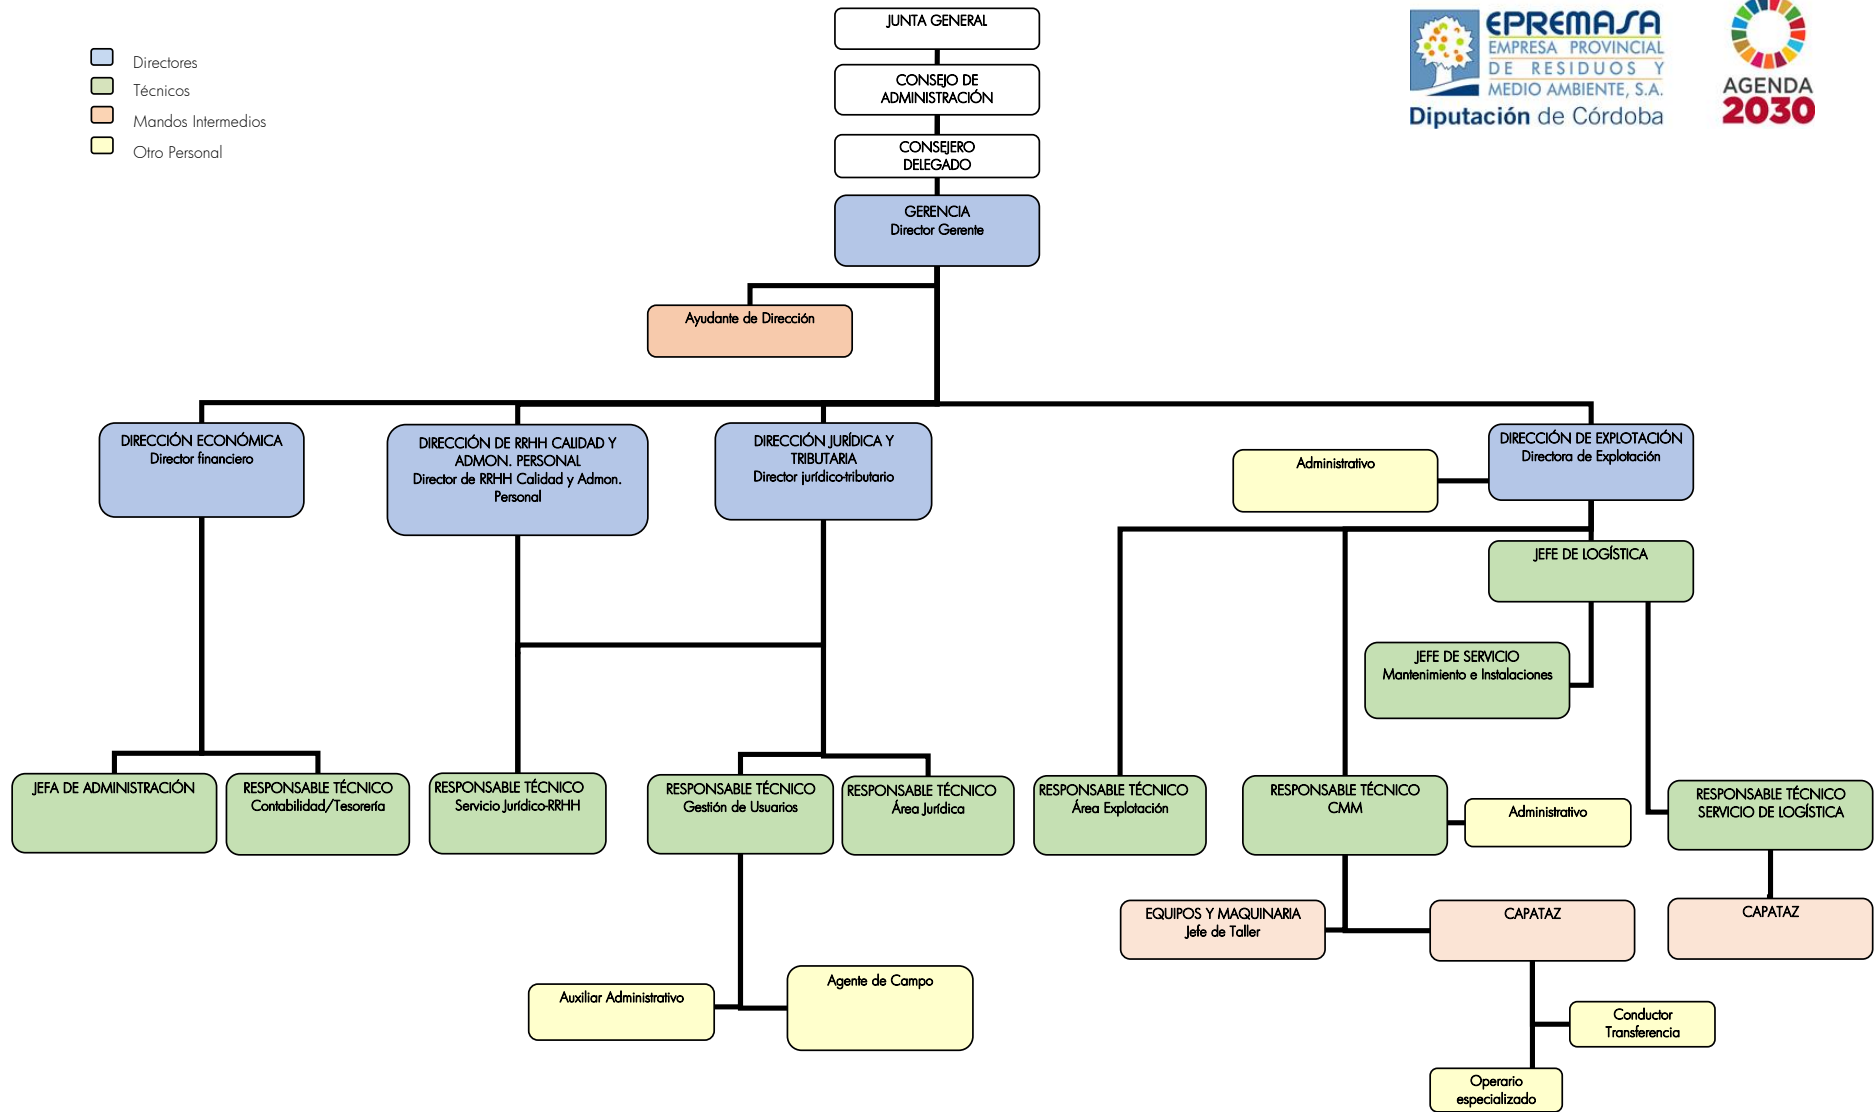 JUNTA GENERAL
CONSEJO DE
ADMINISTRACIÓN
CONSEJERO
DELEGADO
GERENCIA
Director Gerente
Directores
Técnicos
Mandos Intermedios
Otro Personal
EPREMASA
EMPRESA PROVINCIAL
DE RESIDUOS Y
MEDIO AMBIENTE, S.A.
Diputación de Córdoba
AGENDA
2030
Ayudante de Dirección
DIRECCIÓN ECONÓMICA
Director financiero
DIRECCIÓN DE RRHH CALIDAD Y
ADMON. PERSONAL
Director de RRHH Calidad y Admon.
Personal
DIRECCIÓN JURÍDICA Y
TRIBUTARIA
Director jurídico-tributario
Administrativo
DIRECCIÓN DE EXPLOTACIÓN
Directora de Explotación
JEFE DE LOGÍSTICA
JEFE DE SERVICIO
Mantenimiento e Instalaciones
JEFA DE ADMINISTRACIÓN
RESPONSABLE TÉCNICO
Contabilidad/Tesorería
RESPONSABLE TÉCNICO
Servicio Jurídico-RRHH
RESPONSABLE TÉCNICO
Gestión de Usuarios
RESPONSABLE TÉCNICO
Área Jurídica
RESPONSABLE TÉCNICO
Área Explotación
RESPONSABLE TÉCNICO
CMM
Administrativo
RESPONSABLE TÉCNICO
SERVICIO DE LOGÍSTICA
EQUIPOS Y MAQUINARIA
Jefe de Taller
CAPATAZ
CAPATAZ
Auxiliar Administrativo
Agente de Campo
Conductor
Transferencia
Operario
especializado